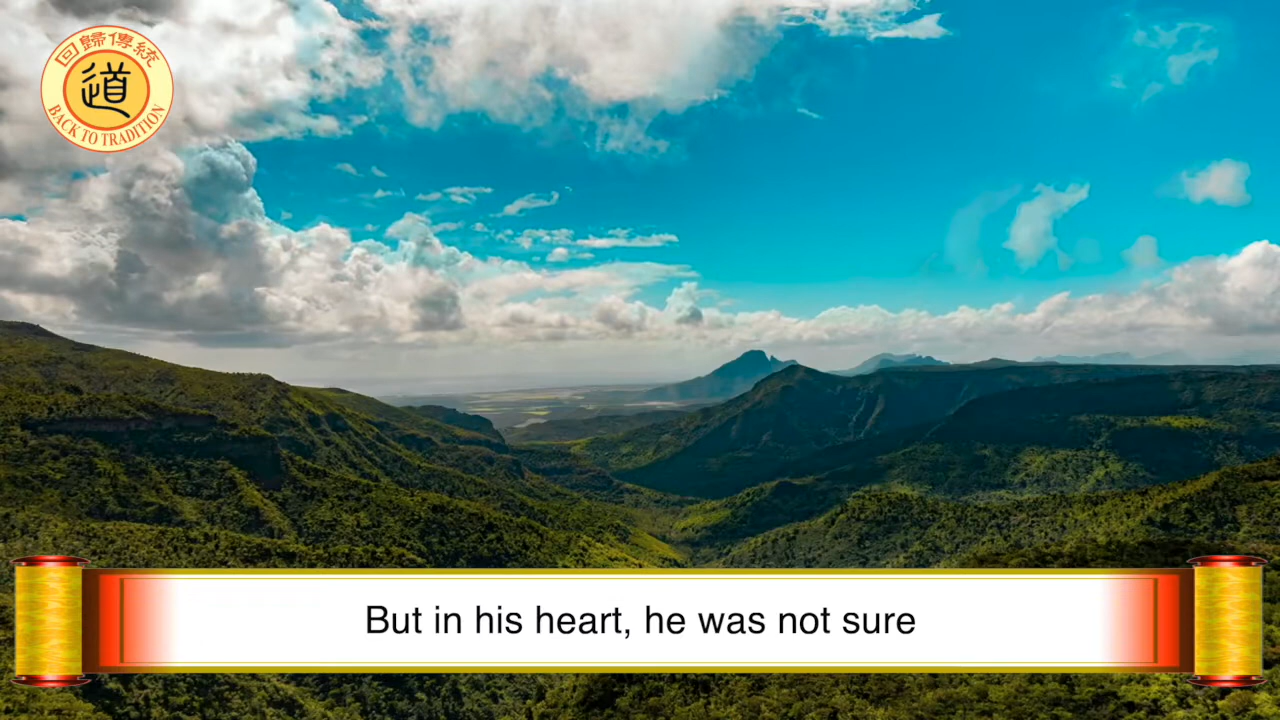 回歸傳統
道
BACK TO TRADITION
But in his heart, he was not sure